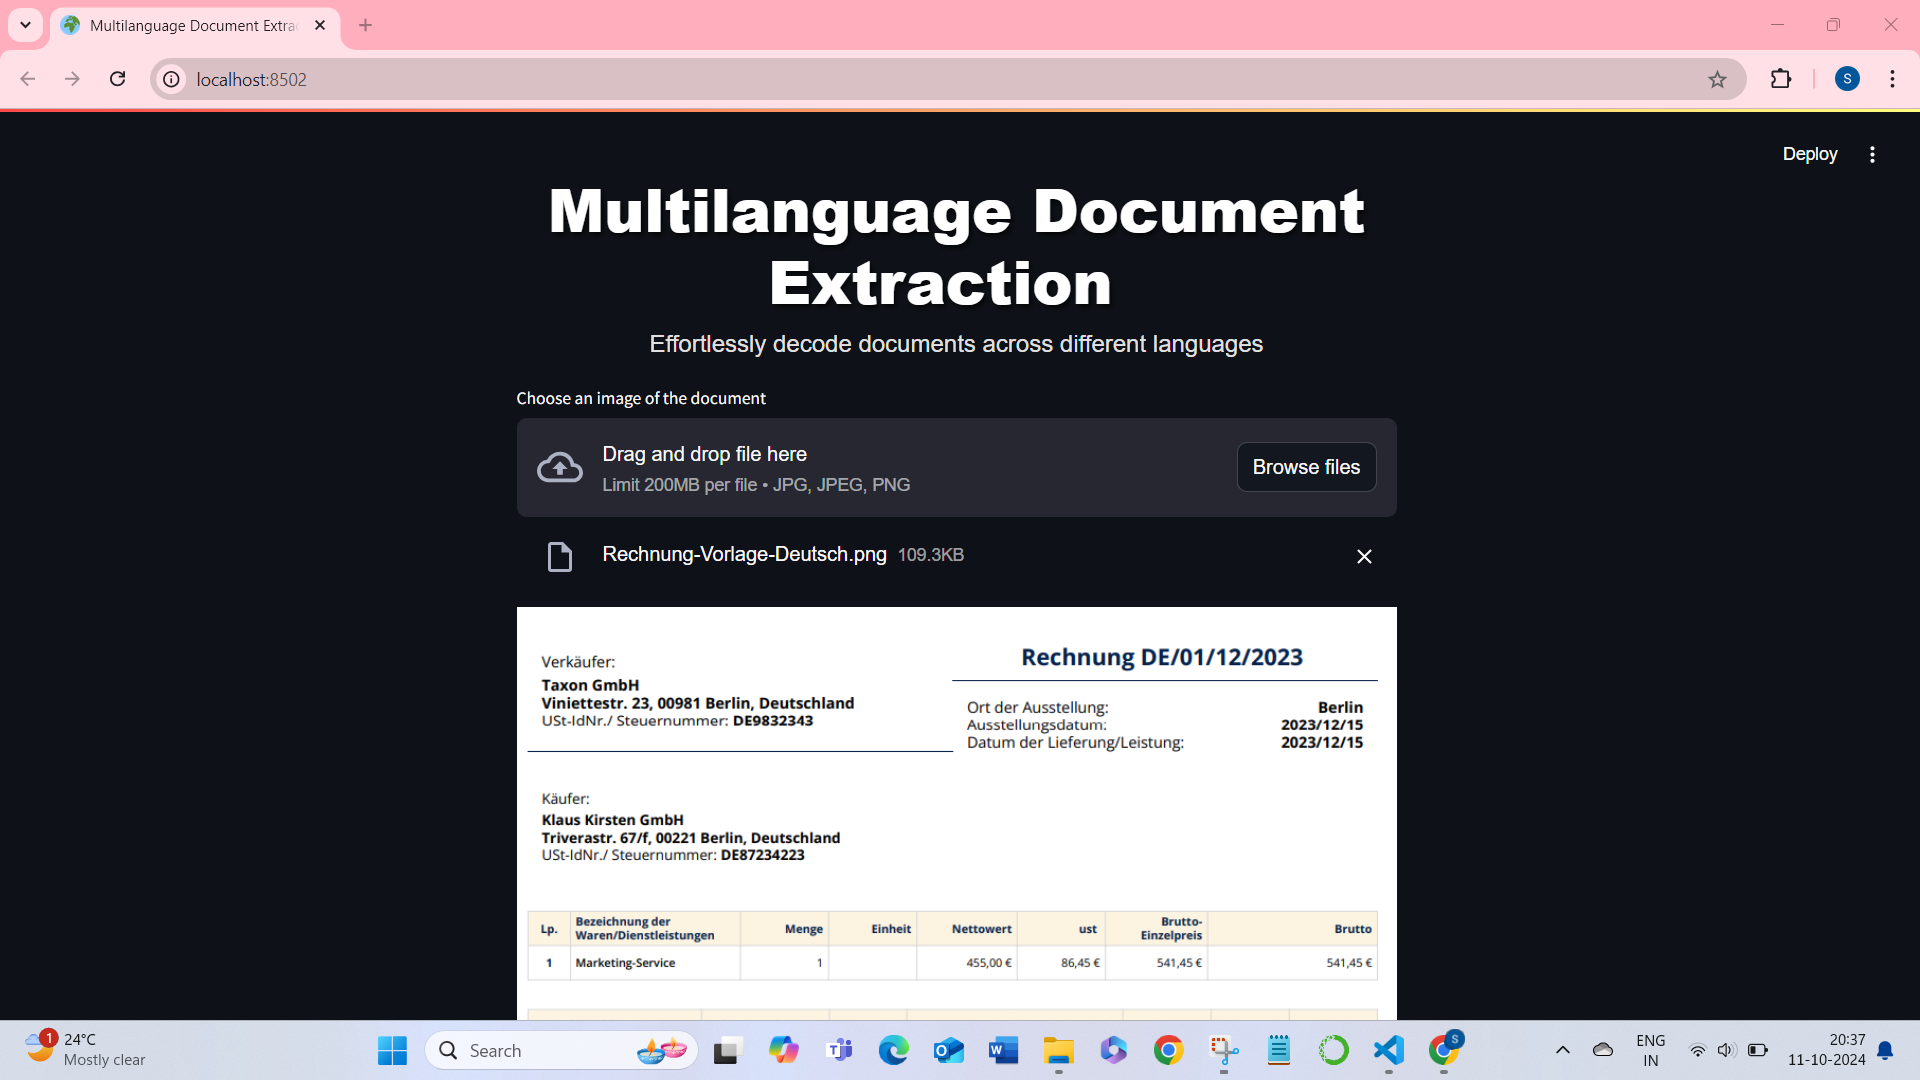 Multilanguage Document Extra
localhost:8502
S
Deploy
Multilanguage Document
Extraction
Effortlessly decode documents across different languages
Choose an image of the document
Drag and drop file here
Limit 200MB per file • JPG, JPEG, PNG
Browse files
Rechnung-Vorlage-Deutsch.png 109.3KB
Rechnung DE/01/12/2023
Verkäufer:
Taxon GmbH
Viniettestr. 23, 00981 Berlin, Deutschland
USt-IdNr./ Steuernummer: DE9832343
Ort der Ausstellung: Berlin
Ausstellungsdatum: 2023/12/15
Datum der Lieferung/Leistung: 2023/12/15
Käufer:
Klaus Kirsten GmbH
Triverastr. 67/f, 00221 Berlin, Deutschland
USt-IdNr./ Steuernummer: DE87234223
Lp. Bezeichnung der Waren/Dienstleistungen Menge Einheit Nettowert ust Brutto-Einzelpreis Brutto
1 Marketing-Service 1 455,00 € 86,45 € 541,45 € 541,45 €
1
24°C
Mostly clear
Search
S
ENG
IN
20:37
11-10-2024